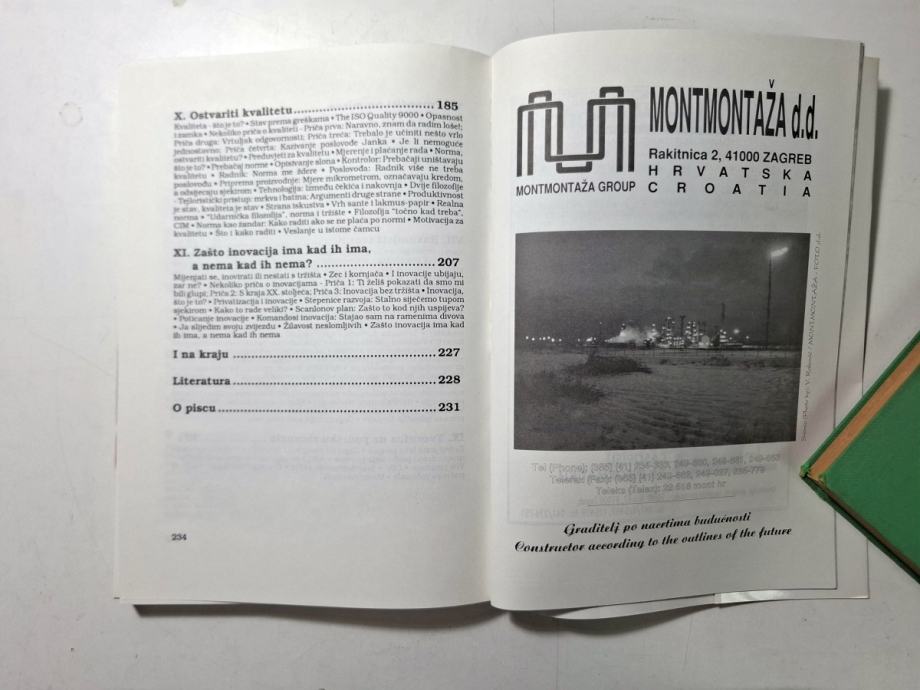 X. Ostvariti kvalitetu.................................185
Kvaliteta - što je to? • Stav prema greškama • The ISO Quality 9000 • Opasnost
i zamka • Nekoliko priča o kvaliteti - Priča prva: Naravno, znam da radim loše!;
Priča druga: Vrtuljak odgovornosti; Priča treća: Trebalo je učiniti nešto vrlo
jednostavno; Priča četvrta: Kazivanje poslovođe Janka • Je li nemoguće
ostvariti kvalitetu? • Preduvjeti za kvalitetu • Mjerenje i plaćanje rada • Norma,
što je to? • Prebačaj norme • Opisivanje slona • Kontrolor: Prebačaji uništavaju
kvalitetu • Radnik: Norma me ždere • Poslovođa: Radnik više ne treba
poslovođu • Priprema proizvodnje: Mjere mikrometrom, označavaju kredom,
a odsjecaju sjekirom • Tehnologija: Između čekića i nakovnja • Dvije filozofije
- Tejloristički pristup: mrkva i batina; Argumenti druge strane • Produktivnost
je stav, kvaliteta je stav • Strana iskustva • Vrh sante i lakmus-papir • Realna
norma • "Udarnička filozofija", norma i tržište • Filozofija "točno kad treba",
CIM • Norma kao žandar: Kako raditi ako se ne plaća po normi • Motivacija za
kvalitetu • Što i kako raditi • Veslanje u istome čamcu
XI. Zašto inovacija ima kad ih ima,
a nema kad ih nema? .................................207
Mijenjati se, inovirati ili nestati s tržišta • Zec i kornjača • I inovacije ubijaju,
zar ne? • Nekoliko priča o inovacijama - Priča 1: Ti želiš pokazati da smo mi
bili glupi; Priča 2: S kraja XX. stoljeća; Priča 3: Inovacija bez tržišta • Inovacija,
što je to? • Privatizacija i inovacije • Stepenice razvoja: Stalno siječemo tupom
sjekirom • Kako to rade veliki? • Scanlonov plan: Zašto to kod njih uspijeva?
• Poticanje inovacije • Komandosi inovacija: Stajao sam na ramenima divova
• Ja slijedim svoju zvijezdu • Žilavost neslomljivih • Zašto inovacija ima kad
ih ima, a nema kad ih nema
I na kraju .................................227
Literatura .................................228
O piscu .................................231
234
MONTMONTAŽA GROUP
MONTMONTAŽA d.d.
Rakitnica 2, 41000 ZAGREB
HRVATSKA
CROATIA
Graditelj po nacrtima budućnosti
Constructor according to the outlines of the future